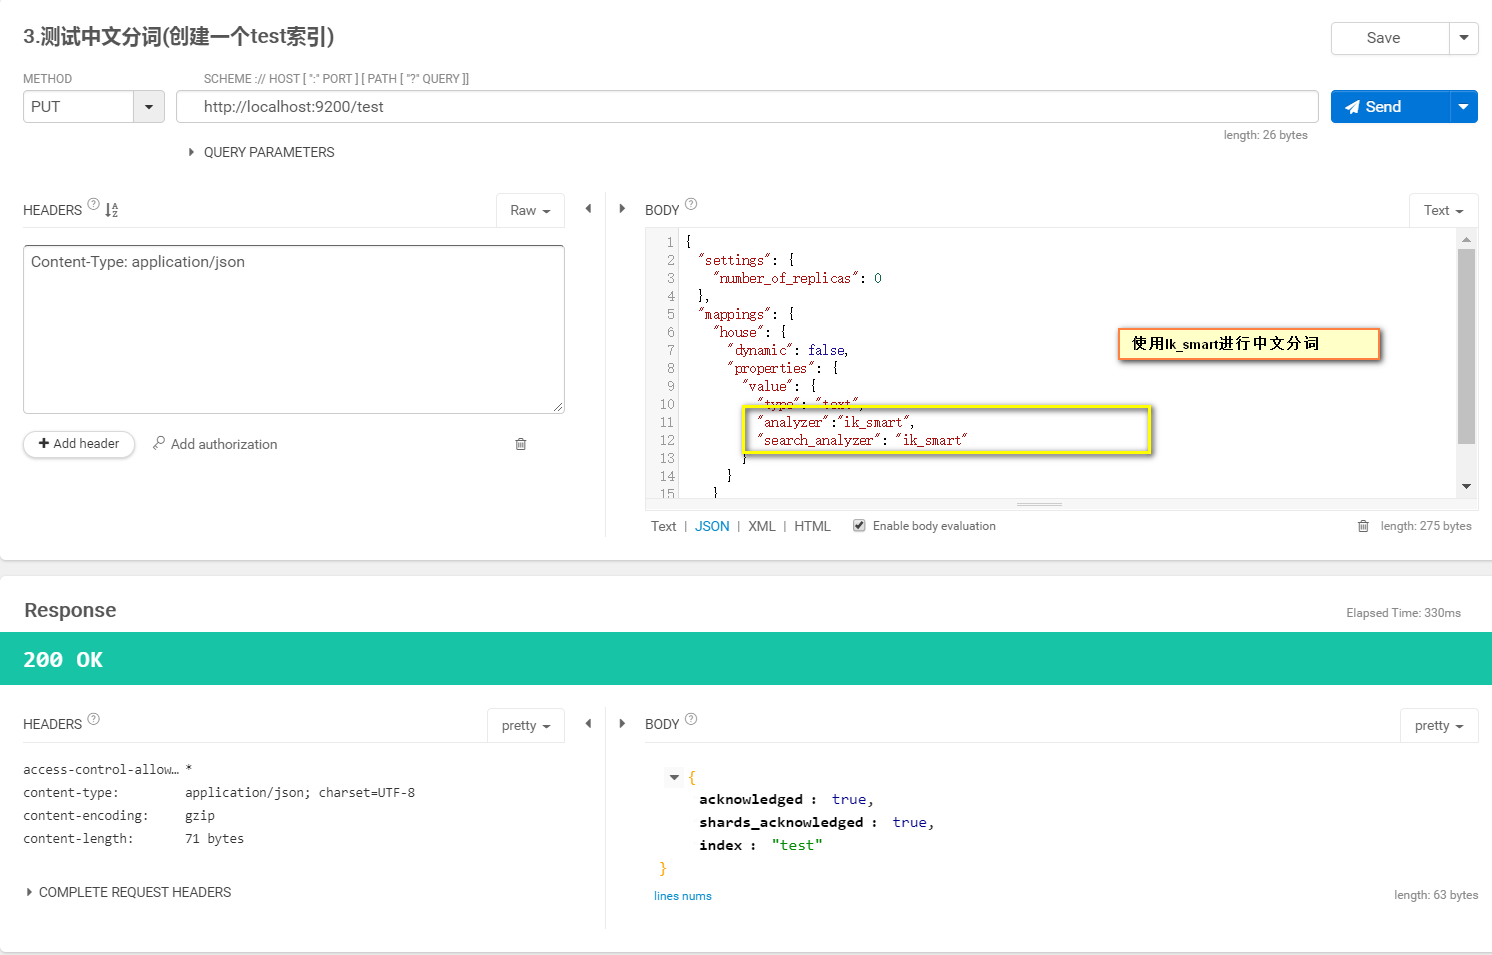 3.测试中文分词(创建一个test索引)
Save
METHOD
SCHEME :// HOST [ ":" PORT ] [ PATH [ "?" QUERY ]]
PUT
http://localhost:9200/test
Send
length: 26 bytes
QUERY PARAMETERS
HEADERS ?
Raw
BODY ?
Text
Content-Type: application/json
1 {
2 "settings": {
3 "number_of_replicas": 0
4 },
5 "mappings": {
6 "house": {
7 "dynamic": false,
8 "properties": {
9 "value": {
10 "type": "text",
11 "analyzer":"ik_smart",
12 "search_analyzer": "ik_smart"
13 }
14 }
15 }
使用Ik_smart进行中文分词
Add header
Add authorization
Text | JSON | XML | HTML
Enable body evaluation
length: 275 bytes
Response
Elapsed Time: 330ms
200 OK
HEADERS ?
pretty
BODY ?
pretty
access-control-allow… *
content-type: application/json; charset=UTF-8
content-encoding: gzip
content-length: 71 bytes
COMPLETE REQUEST HEADERS
{
acknowledged : true,
shards_acknowledged : true,
index : "test"
}
lines nums
length: 63 bytes